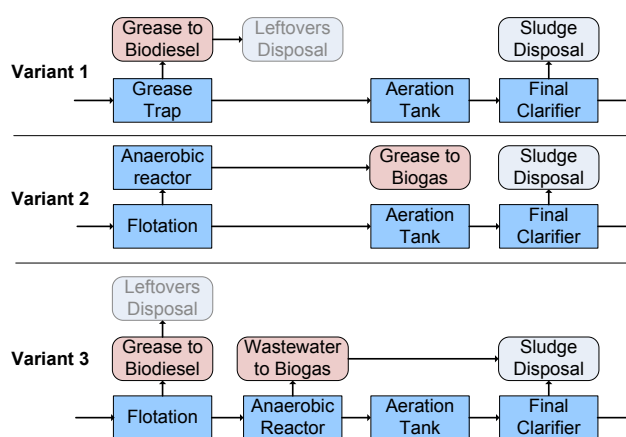 Grease to
Biodiesel
Leftovers
Disposal
Sludge
Disposal
Variant 1
Grease
Trap
Aeration
Tank
Final
Clarifier
Anaerobic
reactor
Grease to
Biogas
Sludge
Disposal
Variant 2
Flotation
Aeration
Tank
Final
Clarifier
Leftovers
Disposal
Variant 3
Grease to
Biodiesel
Wastewater
to Biogas
Sludge
Disposal
Flotation
Anaerobic
Reactor
Aeration
Tank
Final
Clarifier